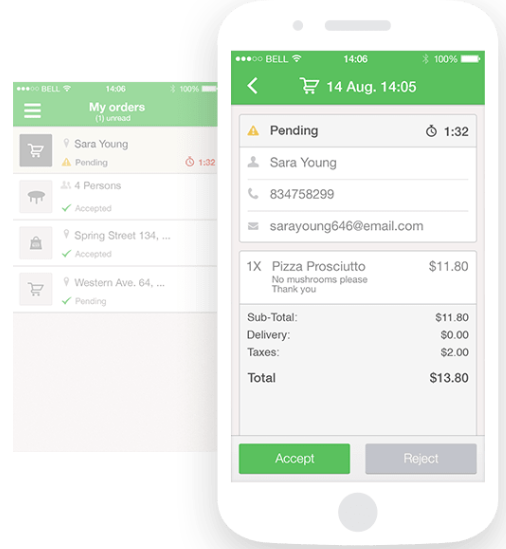 BELL 14:06 100%
My orders
(1) unread
Sara Young
Pending 1:32
4 Persons
Accepted
Spring Street 134, ...
Accepted
Western Ave. 64, ...
Pending
BELL 14:06 100%
14 Aug. 14:05
Pending 1:32
Sara Young
834758299
sarayoung646@email.com
1X Pizza Prosciutto $11.80
No mushrooms please
Thank you
Sub-Total: $11.80
Delivery: $0.00
Taxes: $2.00
Total $13.80
Accept Reject